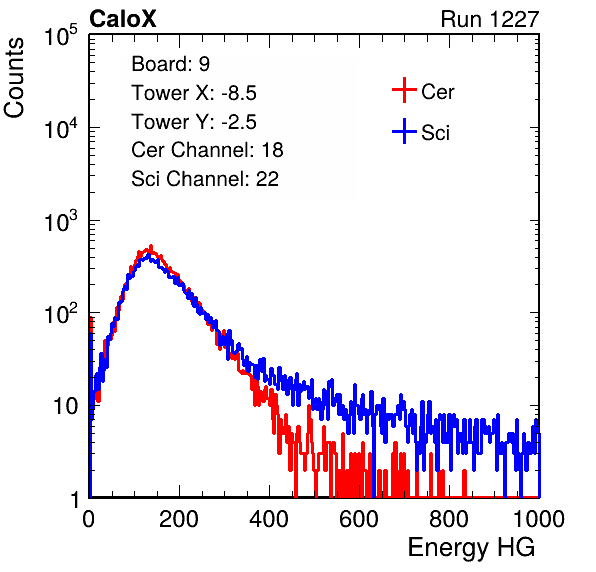 CaloX Run 1227
Counts
Board: 9
Tower X: -8.5
Tower Y: -2.5
Cer Channel: 18
Sci Channel: 22
Cer
Sci
10^5
10^4
10^3
10^2
10
1
0 200 400 600 800 1000
Energy HG